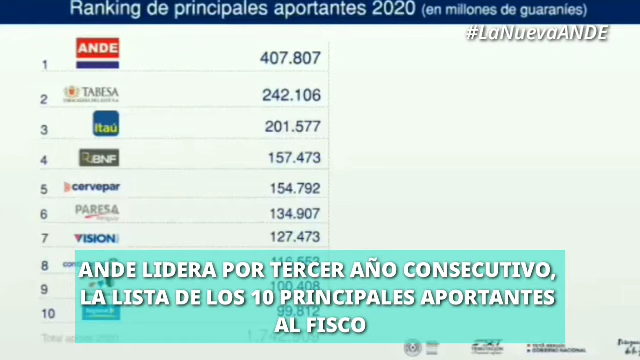 Ranking de principales aportantes 2020 (en millones de guaraníes)
#LaNuevaANDE
1 ANDE 407.807
2 TABESA 242.106
3 Itaú 201.577
4 BNF 157.473
5 cervepar 154.792
6 PARESA 134.907
7 VISION 127.473
8
9 100.408
10 99.812
ANDE LIDERA POR TERCER AÑO CONSECUTIVO,
LA LISTA DE LOS 10 PRINCIPALES APORTANTES
AL FISCO